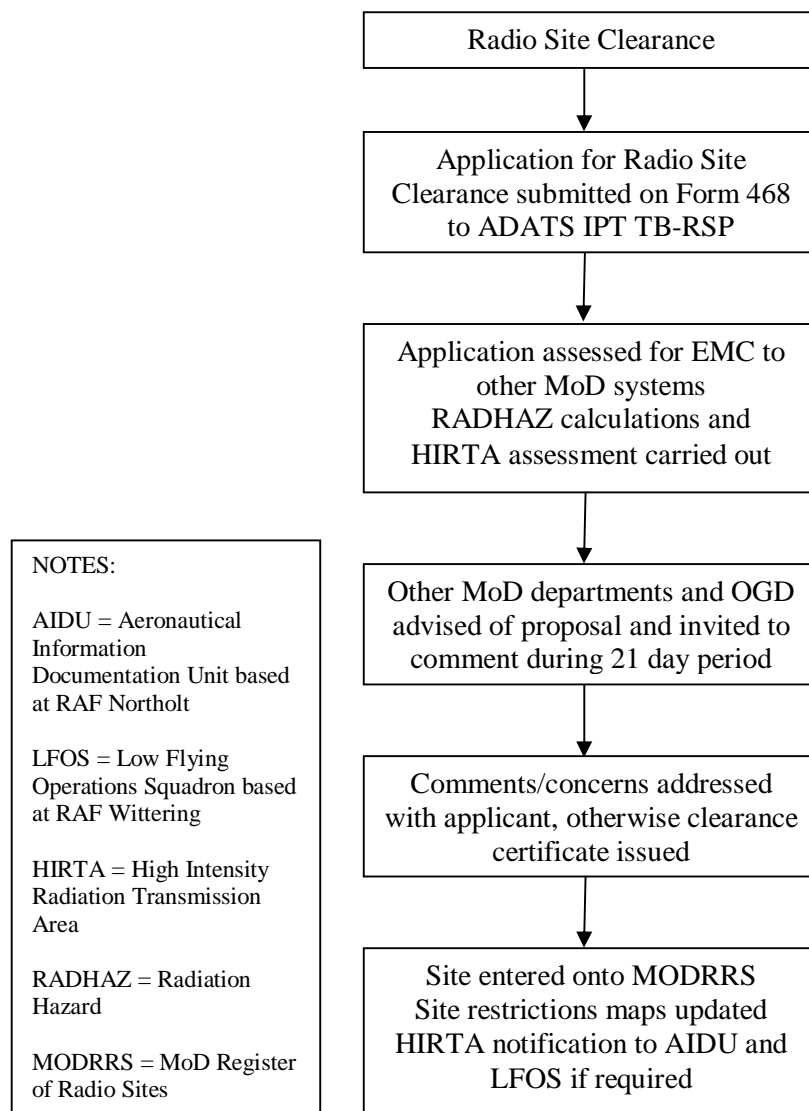 Radio Site Clearance
Application for Radio Site
Clearance submitted on Form 468
to ADATS IPT TB-RSP
Application assessed for EMC to
other MoD systems
RADHAZ calculations and
HIRTA assessment carried out
Other MoD departments and OGD
advised of proposal and invited to
comment during 21 day period
Comments/concerns addressed
with applicant, otherwise clearance
certificate issued
Site entered onto MODRRS
Site restrictions maps updated
HIRTA notification to AIDU and
LFOS if required
NOTES:
AIDU = Aeronautical
Information
Documentation Unit based
at RAF Northolt
LFOS = Low Flying
Operations Squadron based
at RAF Wittering
HIRTA = High Intensity
Radiation Transmission
Area
RADHAZ = Radiation
Hazard
MODRRS = MoD Register
of Radio Sites